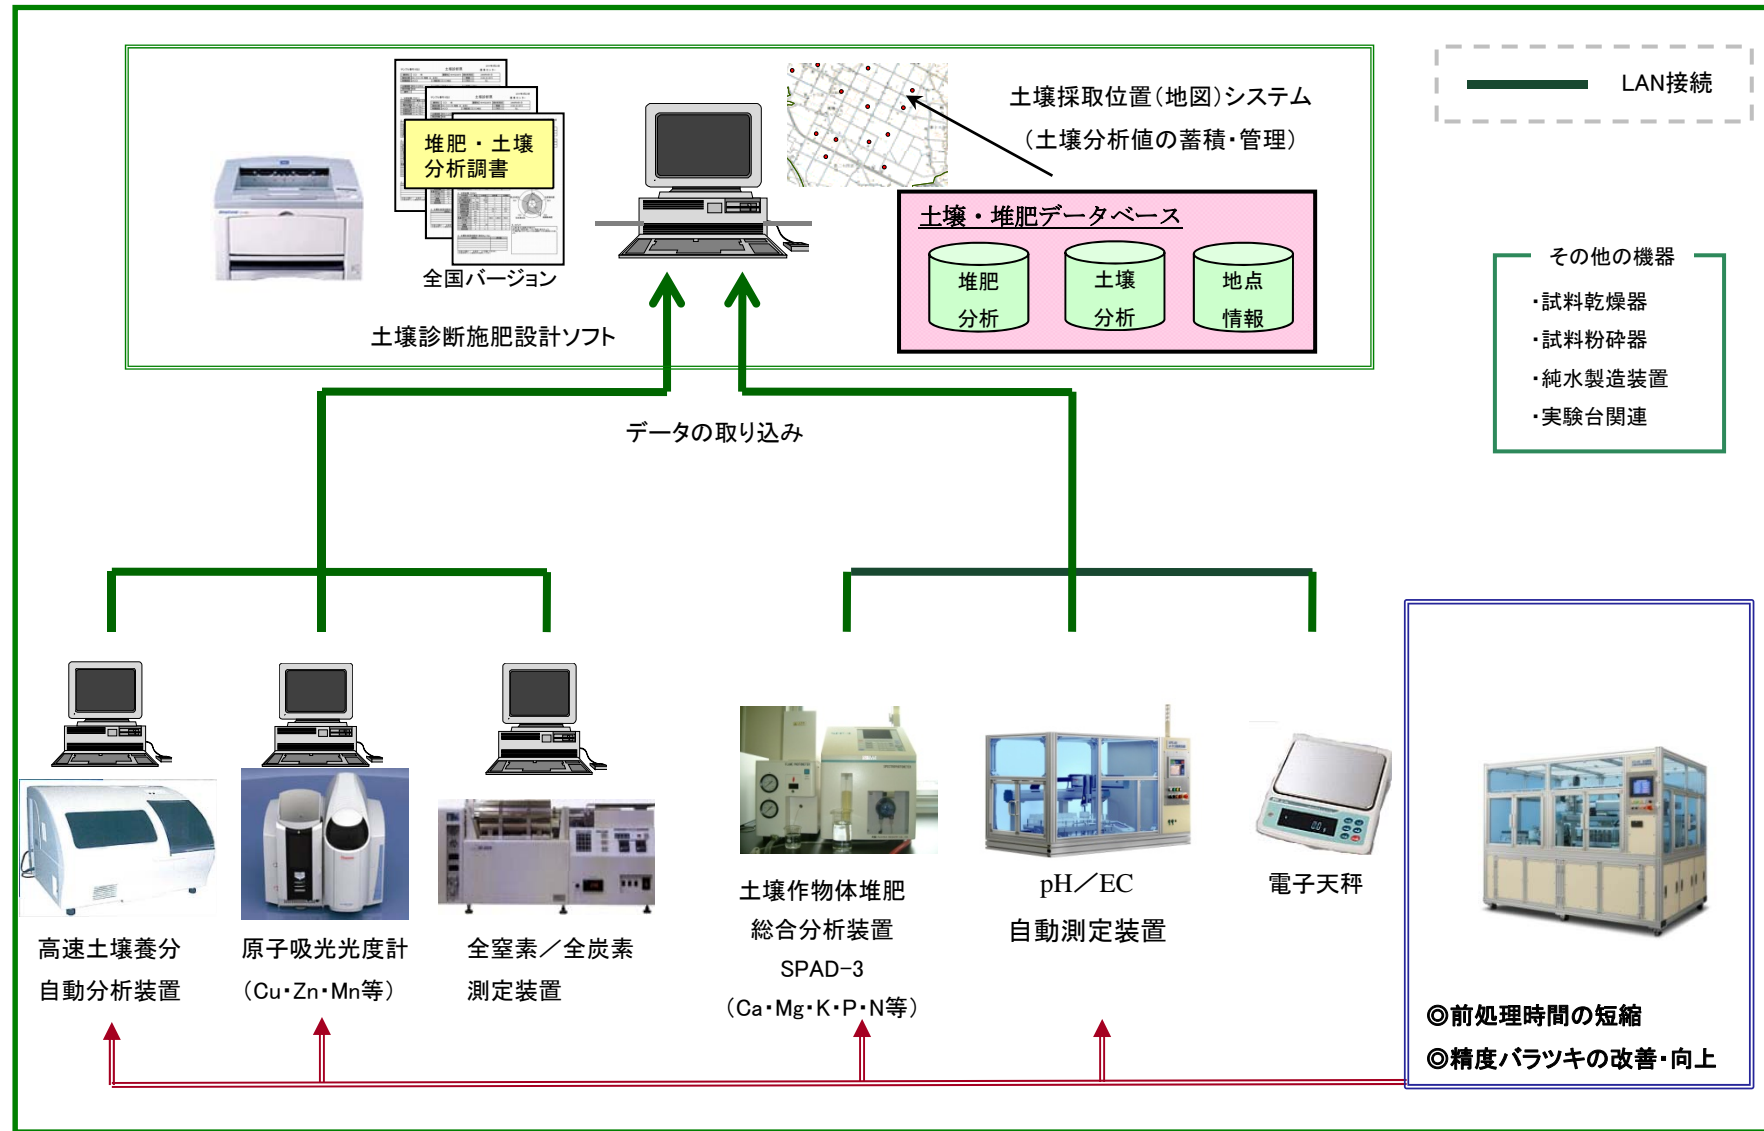 LAN接続
土壌採取位置（地図）システム
（土壌分析値の蓄積・管理）
土壌診断票
土壌診断票
堆肥・土壌
分析調書
全国バージョン
土壌診断施肥設計ソフト
土壌・堆肥データベース
堆肥
分析
土壌
分析
地点
情報
その他の機器
・試料乾燥器
・試料粉砕器
・純水製造装置
・実験台関連
データの取り込み
高速土壌養分
自動分析装置
原子吸光光度計
（Cu・Zn・Mn等）
全窒素／全炭素
測定装置
土壌作物体堆肥
総合分析装置
SPAD-3
（Ca・Mg・K・P・N等）
pH／EC
自動測定装置
電子天秤
◎前処理時間の短縮
◎精度バラツキの改善・向上